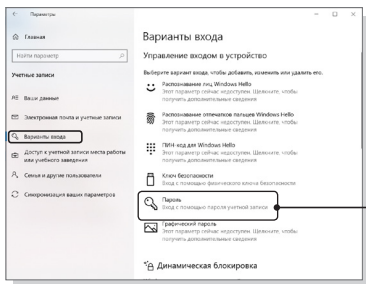 Параметры
Главная
Найти параметр
Учетные записи
Ваши данные
Электронная почта и учетные записи
Варианты входа
Доступ к учетной записи места работы
или учебного заведения
Семья и другие пользователи
Синхронизация ваших параметров
Варианты входа
Управление входом в устройство
Выберите вариант входа, чтобы добавить, изменить или удалить его.
Распознавание лиц Windows Hello
Этот параметр сейчас недоступен. Щелкните, чтобы
получить дополнительные сведения
Распознавание отпечатков пальцев Windows Hello
Этот параметр сейчас недоступен. Щелкните, чтобы
получить дополнительные сведения
ПИН-код для Windows Hello
Этот параметр сейчас недоступен. Щелкните, чтобы
получить дополнительные сведения
Ключ безопасности
Вход с помощью физического ключа безопасности
Пароль
Вход с помощью пароля учетной записи
Графический пароль
Этот параметр сейчас недоступен. Щелкните, чтобы
получить дополнительные сведения
Динамическая блокировка